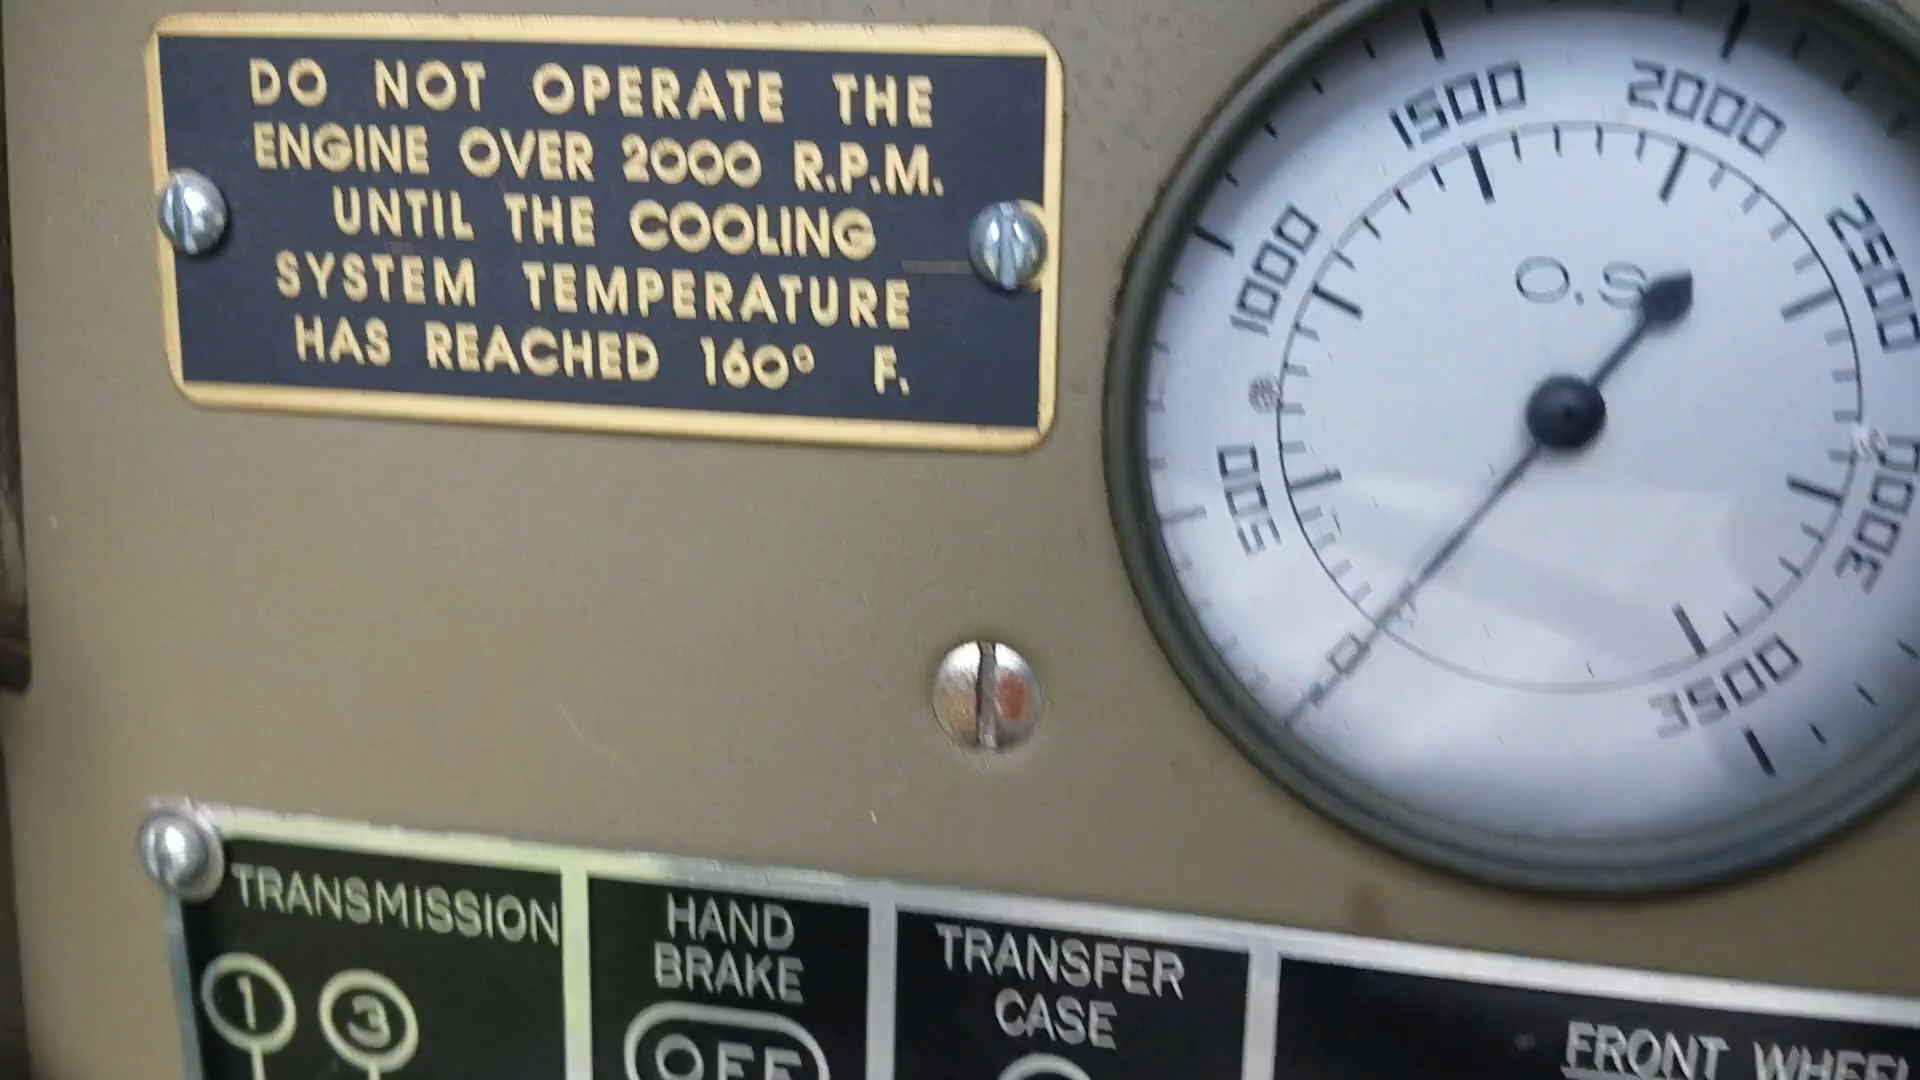 DO NOT OPERATE THE
ENGINE OVER 2000 R.P.M.
UNTIL THE COOLING
SYSTEM TEMPERATURE
HAS REACHED 160° F.
0
500
1000
1500
2000
2500
3000
3500
O.S
TRANSMISSION
1 3
HAND
BRAKE
OFF
TRANSFER
CASE
FRONT WHEEL